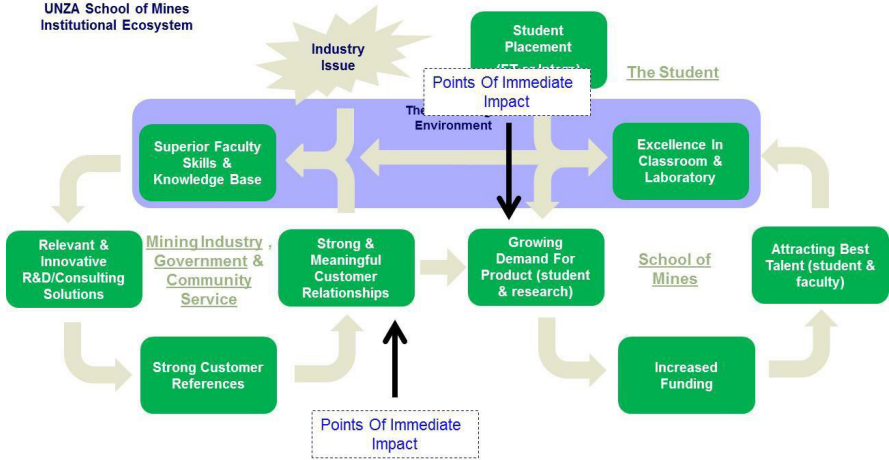 UNZA School of Mines
Institutional Ecosystem
Industry
Issue
Student
Placement
The Student
Points Of Immediate
Impact
The
Environment
Superior Faculty
Skills &
Knowledge Base
Excellence In
Classroom &
Laboratory
Relevant &
Innovative
R&D/Consulting
Solutions
Mining Industry ,
Government &
Community
Service
Strong &
Meaningful
Customer
Relationships
Growing
Demand For
Product (student
& research)
School of
Mines
Attracting Best
Talent (student &
faculty)
Strong Customer
References
Increased
Funding
Points Of Immediate
Impact